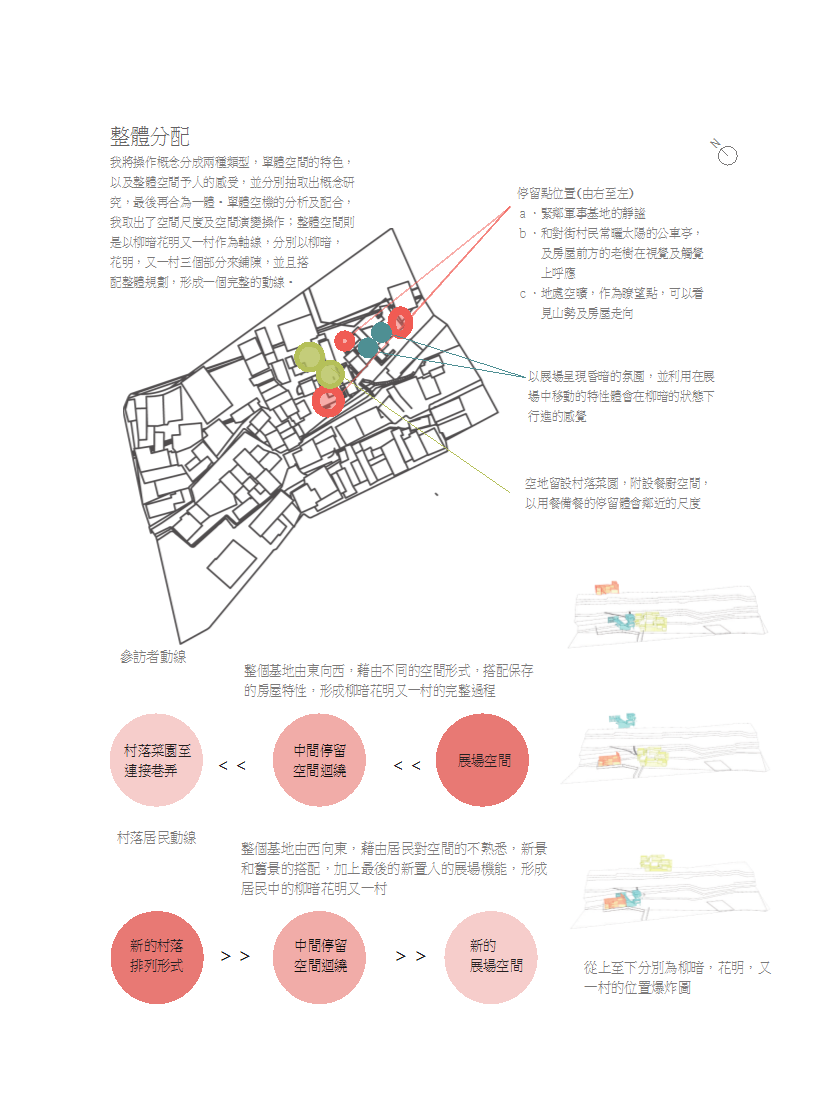 整體分配
我將操作概念分成兩種類型，單體空間的特色，
以及整體空間予人的感受，並分別抽取出概念研
究，最後再合為一體。單體空機的分析及配合，
我取出了空間尺度及空間演變操作；整體空間則
是以柳暗花明又一村作為軸線，分別以柳暗，
花明，又一村三個部分來鋪陳，並且搭
配整體規劃，形成一個完整的動線。
N
停留點位置(由右至左)
a．緊鄰軍事基地的靜謐
b．和對街村民常曬太陽的公車亭，
及房屋前方的老樹在視覺及觸覺
上呼應
c．地處空曠，作為瞭望點，可以看
見山勢及房屋走向
以展場呈現昏暗的氛圍，並利用在展
場中移動的特性體會在柳暗的狀態下
行進的感覺
空地留設村落菜園，附設餐廚空間，
以用餐備餐的停留體會鄰近的尺度
參訪者動線
整個基地由東向西，藉由不同的空間形式，搭配保存
的房屋特性，形成柳暗花明又一村的完整過程
村落菜園至
連接巷弄
< <
中間停留
空間迴繞
< <
展場空間
村落居民動線
整個基地由西向東，藉由居民對空間的不熟悉，新景
和舊景的搭配，加上最後的新置入的展場機能，形成
居民中的柳暗花明又一村
新的村落
排列形式
> >
中間停留
空間迴繞
> >
新的
展場空間
從上至下分別為柳暗，花明，又
一村的位置爆炸圖